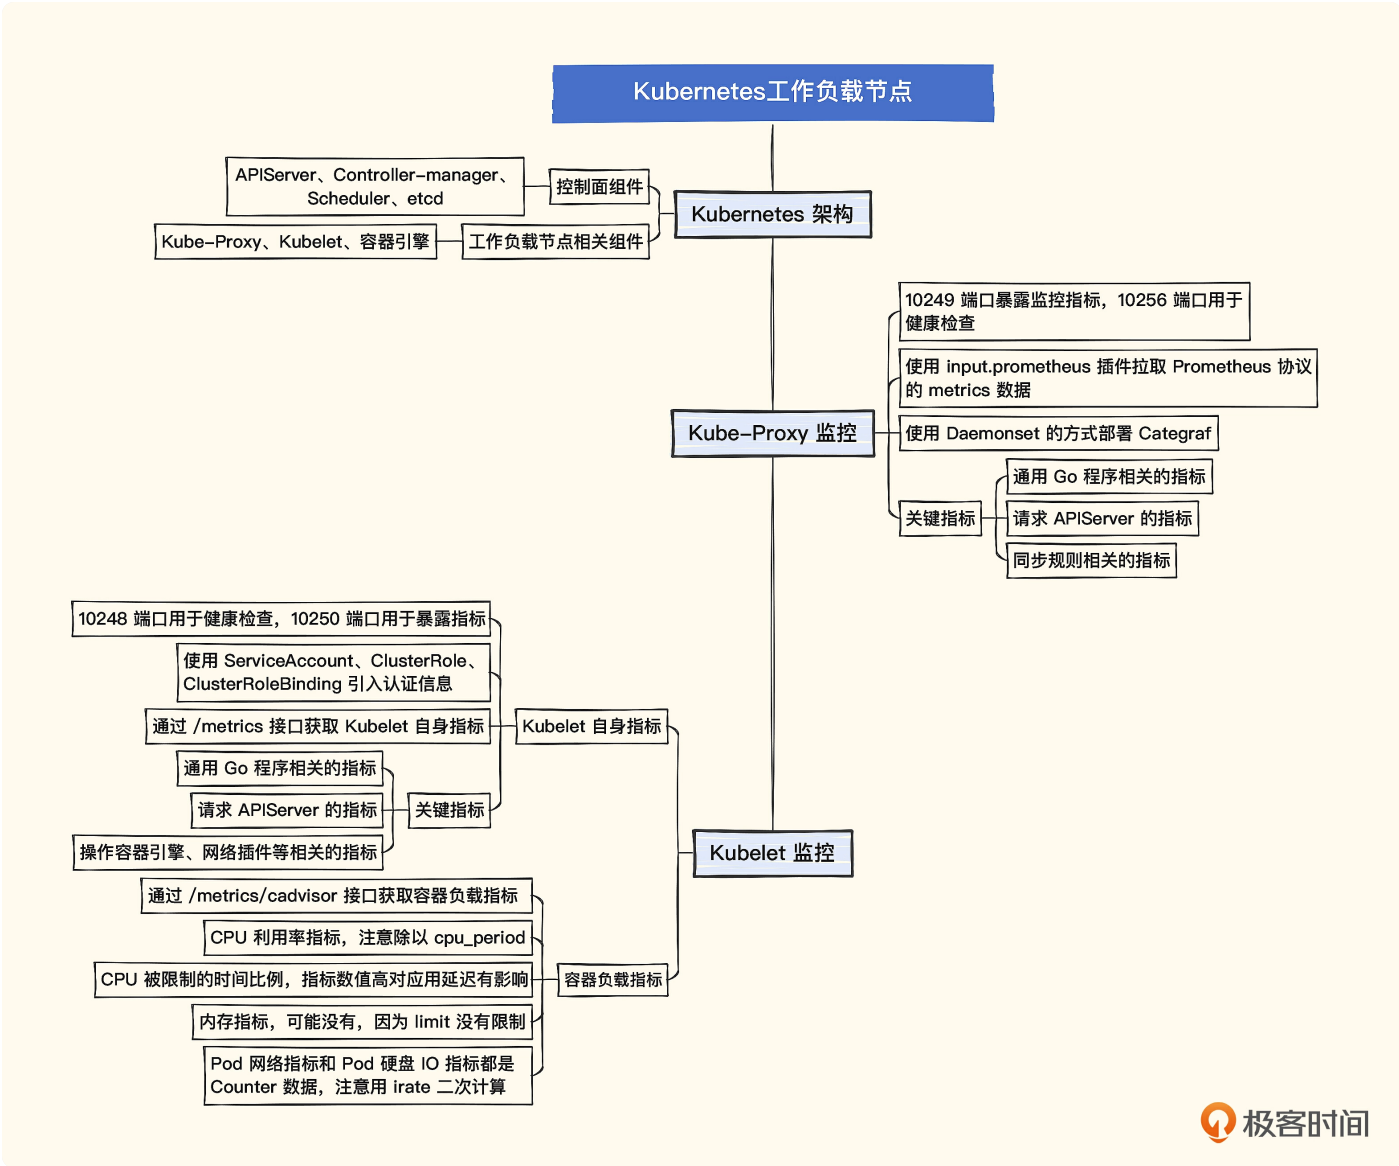 Kubernetes工作负载节点
Kubernetes 架构
控制面组件
APIServer、Controller-manager、
Scheduler、etcd
工作负载节点相关组件
Kube-Proxy、Kubelet、容器引擎
Kube-Proxy 监控
10249 端口暴露监控指标，10256 端口用于
健康检查
使用 input.prometheus 插件拉取 Prometheus 协议
的 metrics 数据
使用 Daemonset 的方式部署 Categraf
关键指标
通用 Go 程序相关的指标
请求 APIServer 的指标
同步规则相关的指标
Kubelet 监控
Kubelet 自身指标
10248 端口用于健康检查，10250 端口用于暴露指标
使用 ServiceAccount、ClusterRole、
ClusterRoleBinding 引入认证信息
通过 /metrics 接口获取 Kubelet 自身指标
关键指标
通用 Go 程序相关的指标
请求 APIServer 的指标
操作容器引擎、网络插件等相关的指标
容器负载指标
通过 /metrics/cadvisor 接口获取容器负载指标
CPU 利用率指标，注意除以 cpu_period
CPU 被限制的时间比例，指标数值高对应用延迟有影响
内存指标，可能没有，因为 limit 没有限制
Pod 网络指标和 Pod 硬盘 IO 指标都是
Counter 数据，注意用 irate 二次计算
极客时间